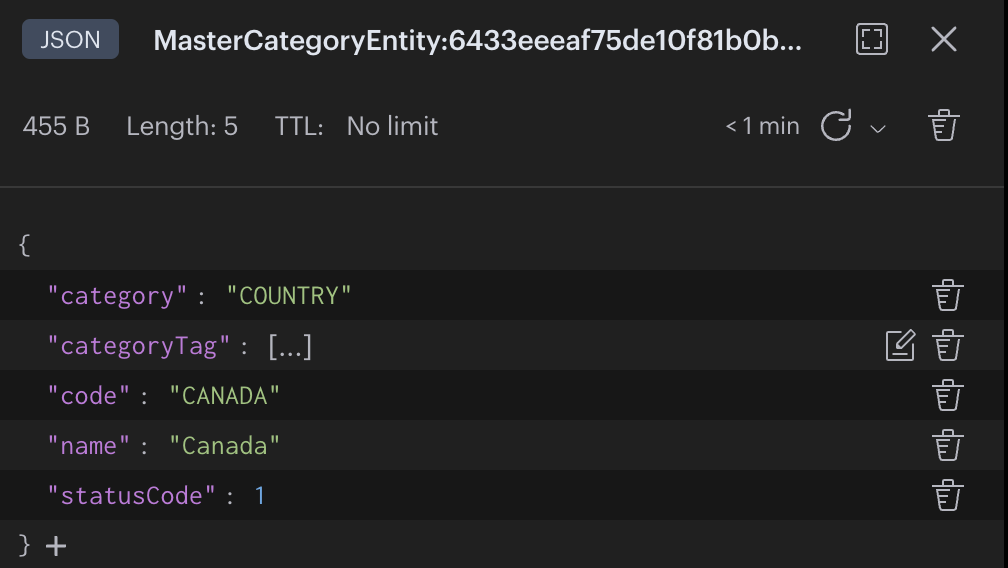 JSON MasterCategoryEntity:6433eeeaf75de10f81b0b...
455 B Length: 5 TTL: No limit < 1 min
{
"category" : "COUNTRY"
"categoryTag" : [...]
"code" : "CANADA"
"name" : "Canada"
"statusCode" : 1
} +